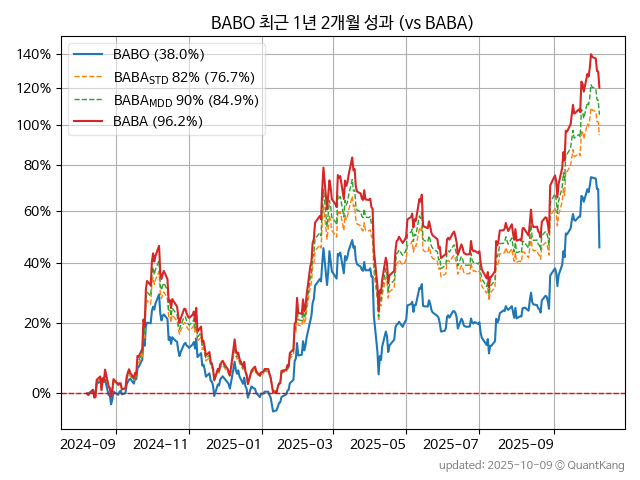 BABO 최근 1년 2개월 성과 (vs BABA)
140%
120%
100%
80%
60%
40%
20%
0%
BABO (38.0%)
BABA_STD 82% (76.7%)
BABA_MDD 90% (84.9%)
BABA (96.2%)
2024-09
2024-11
2025-01
2025-03
2025-05
2025-07
2025-09
updated: 2025-10-09 © QuantKang